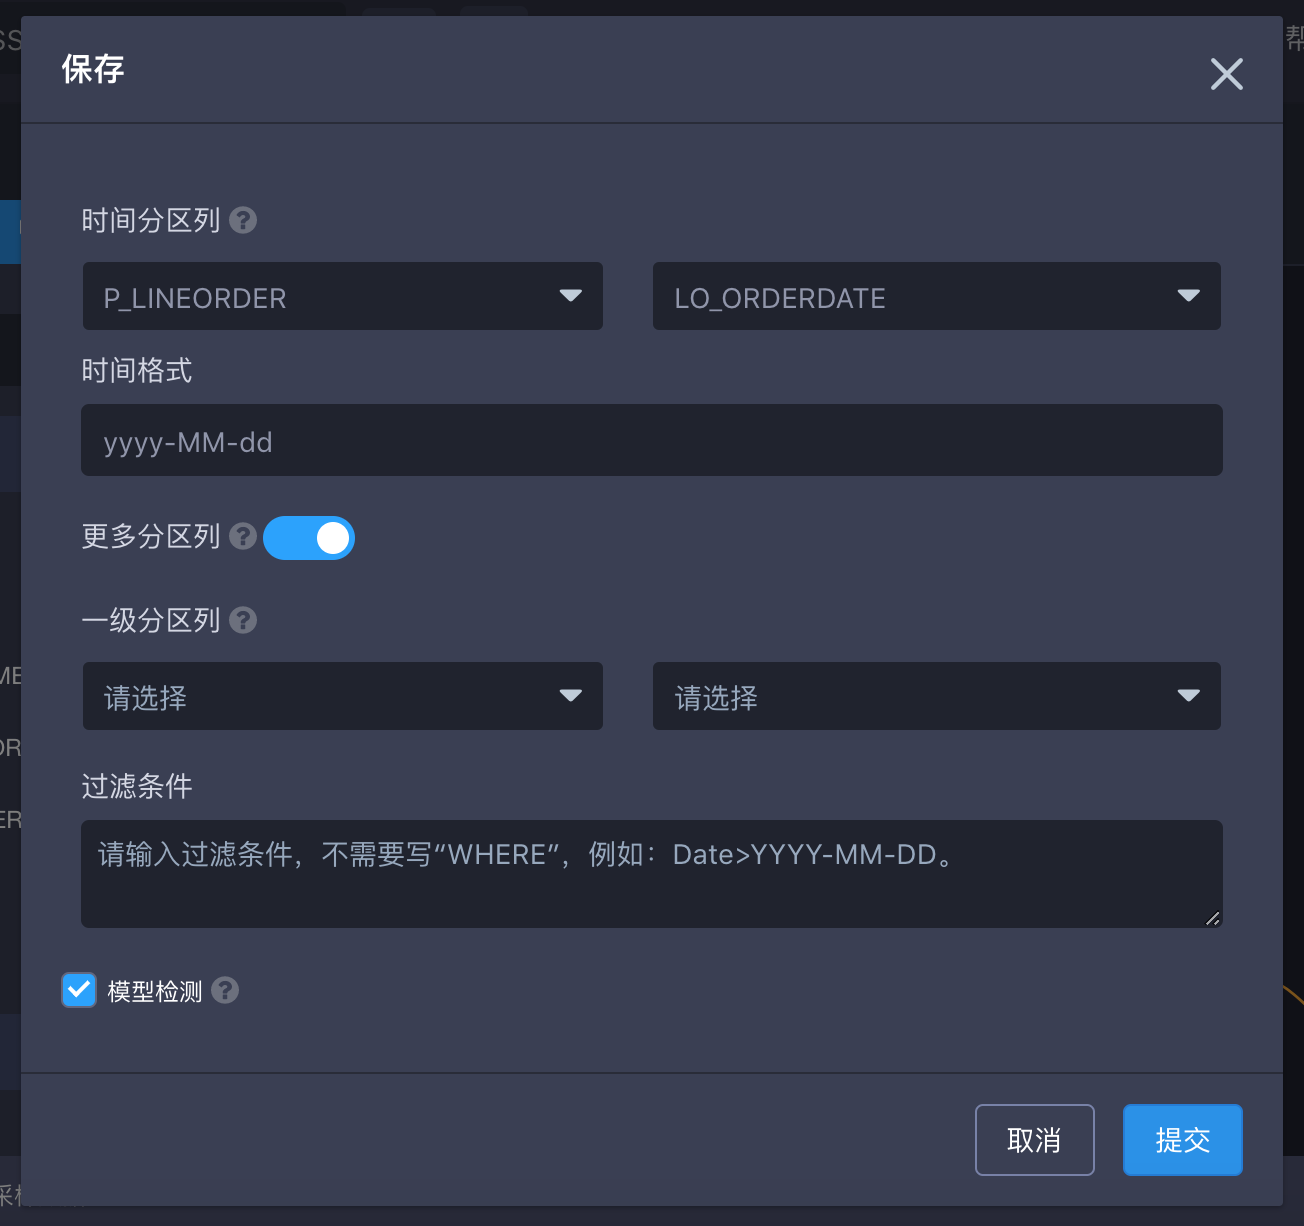 保存
时间分区列
P_LINEORDER LO_ORDERDATE
时间格式
yyyy-MM-dd
更多分区列
一级分区列
请选择 请选择
过滤条件
请输入过滤条件，不需要写“WHERE”，例如：Date>YYYY-MM-DD。
模型检测
取消 提交